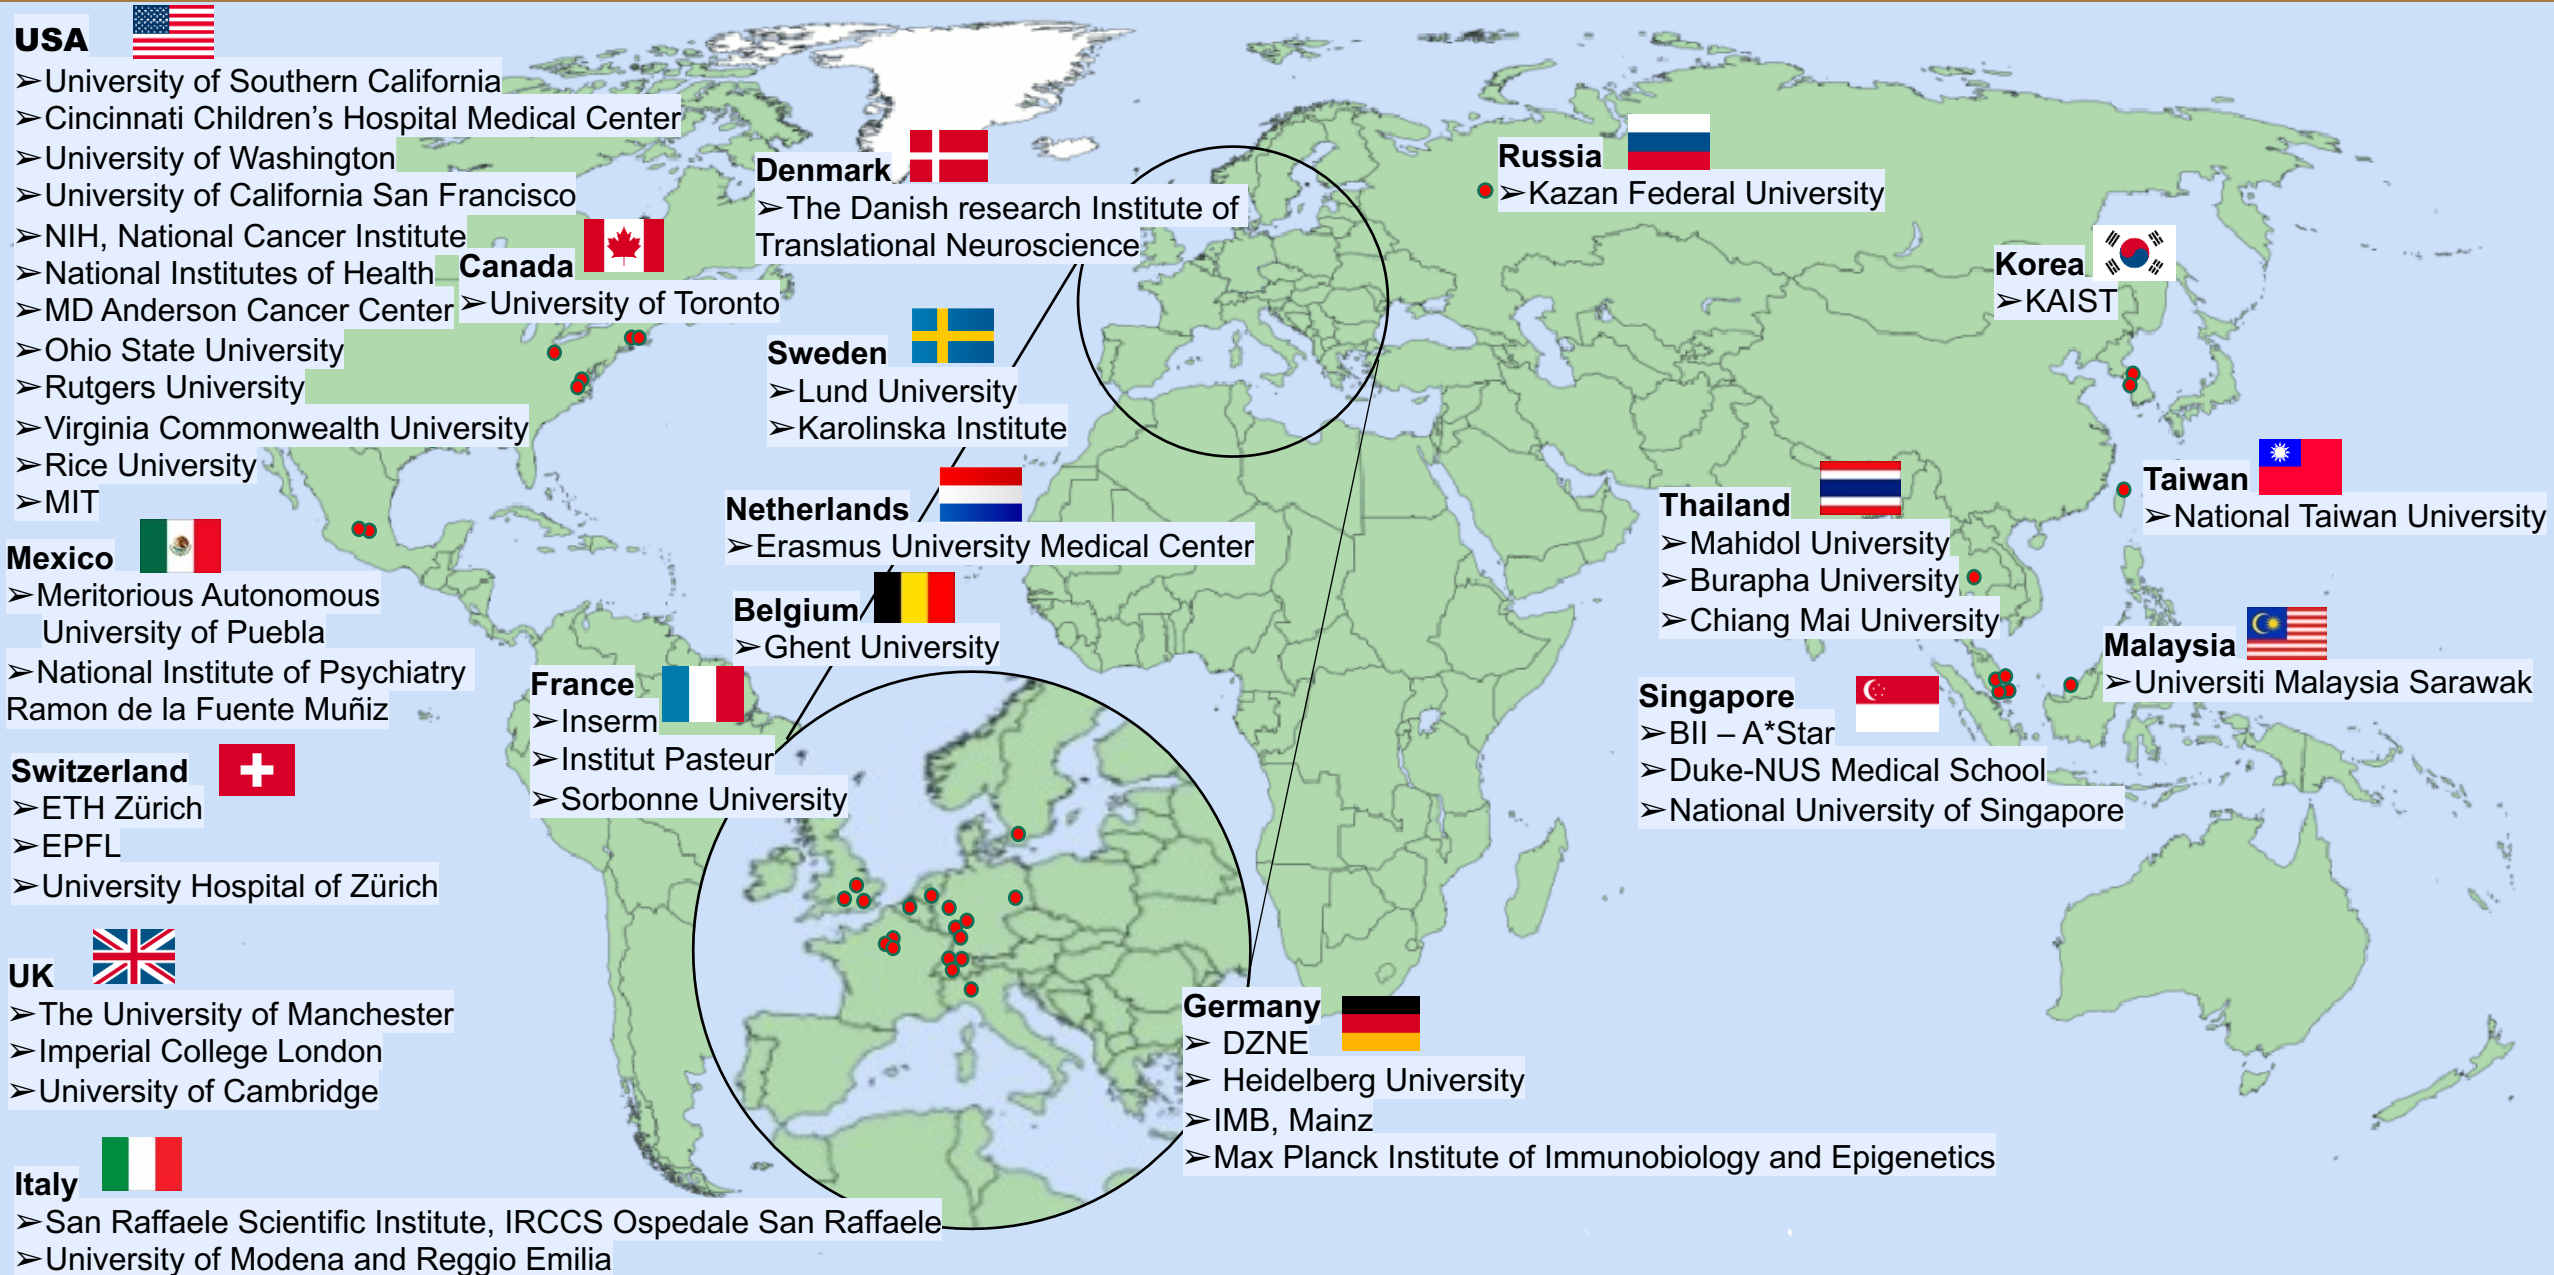 USA
➢University of Southern California
➢Cincinnati Children’s Hospital Medical Center
➢University of Washington
➢University of California San Francisco
➢NIH, National Cancer Institute
➢National Institutes of Health
➢MD Anderson Cancer Center
➢Ohio State University
➢Rutgers University
➢Virginia Commonwealth University
➢Rice University
➢MIT
Canada
➢University of Toronto
Mexico
➢Meritorious Autonomous
University of Puebla
➢National Institute of Psychiatry
Ramon de la Fuente Muñiz
Switzerland
➢ETH Zürich
➢EPFL
➢University Hospital of Zürich
UK
➢The University of Manchester
➢Imperial College London
➢University of Cambridge
Italy
➢San Raffaele Scientific Institute, IRCCS Ospedale San Raffaele
➢University of Modena and Reggio Emilia
Denmark
➢The Danish research Institute of
Translational Neuroscience
Sweden
➢Lund University
➢Karolinska Institute
Netherlands
➢Erasmus University Medical Center
Belgium
➢Ghent University
France
➢Inserm
➢Institut Pasteur
➢Sorbonne University
Germany
➢ DZNE
➢ Heidelberg University
➢IMB, Mainz
➢Max Planck Institute of Immunobiology and Epigenetics
Russia
➢Kazan Federal University
Korea
➢KAIST
Taiwan
➢National Taiwan University
Thailand
➢Mahidol University
➢Burapha University
➢Chiang Mai University
Malaysia
➢Universiti Malaysia Sarawak
Singapore
➢BII – A*Star
➢Duke-NUS Medical School
➢National University of Singapore